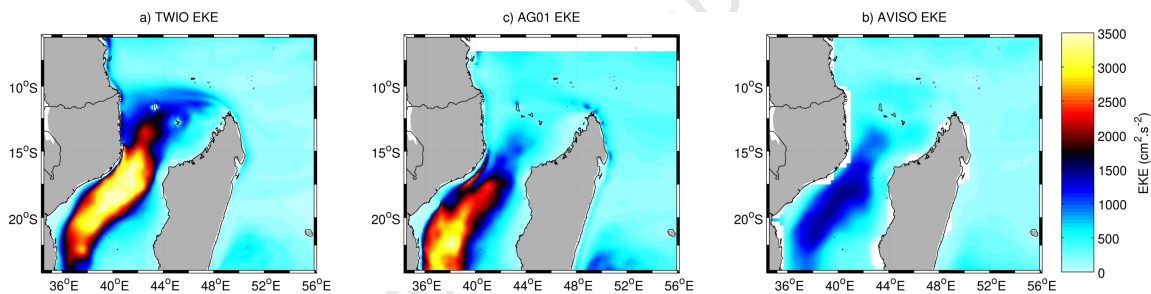 a) TWIO EKE
c) AG01 EKE
b) AVISO EKE
10°S
15°S
20°S
36°E 40°E 44°E 48°E 52°E 56°E
10°S
15°S
20°S
36°E 40°E 44°E 48°E 52°E 56°E
10°S
15°S
20°S
36°E 40°E 44°E 48°E 52°E 56°E
3500
3000
2500
2000
1500
1000
500
0
EKE (cm².s⁻²)